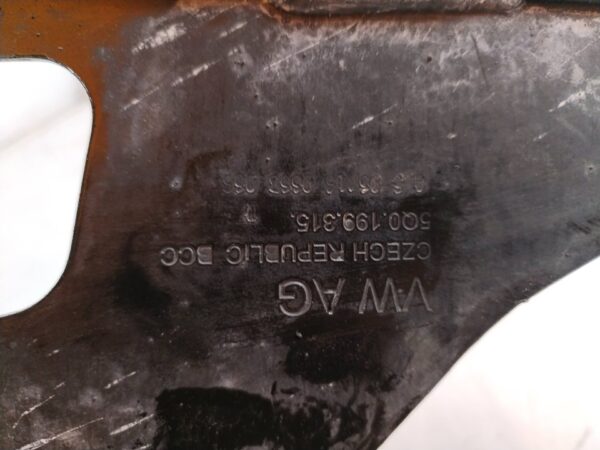 VW AG
CZECH REPUBLIC BCC
5Q0.199.315.